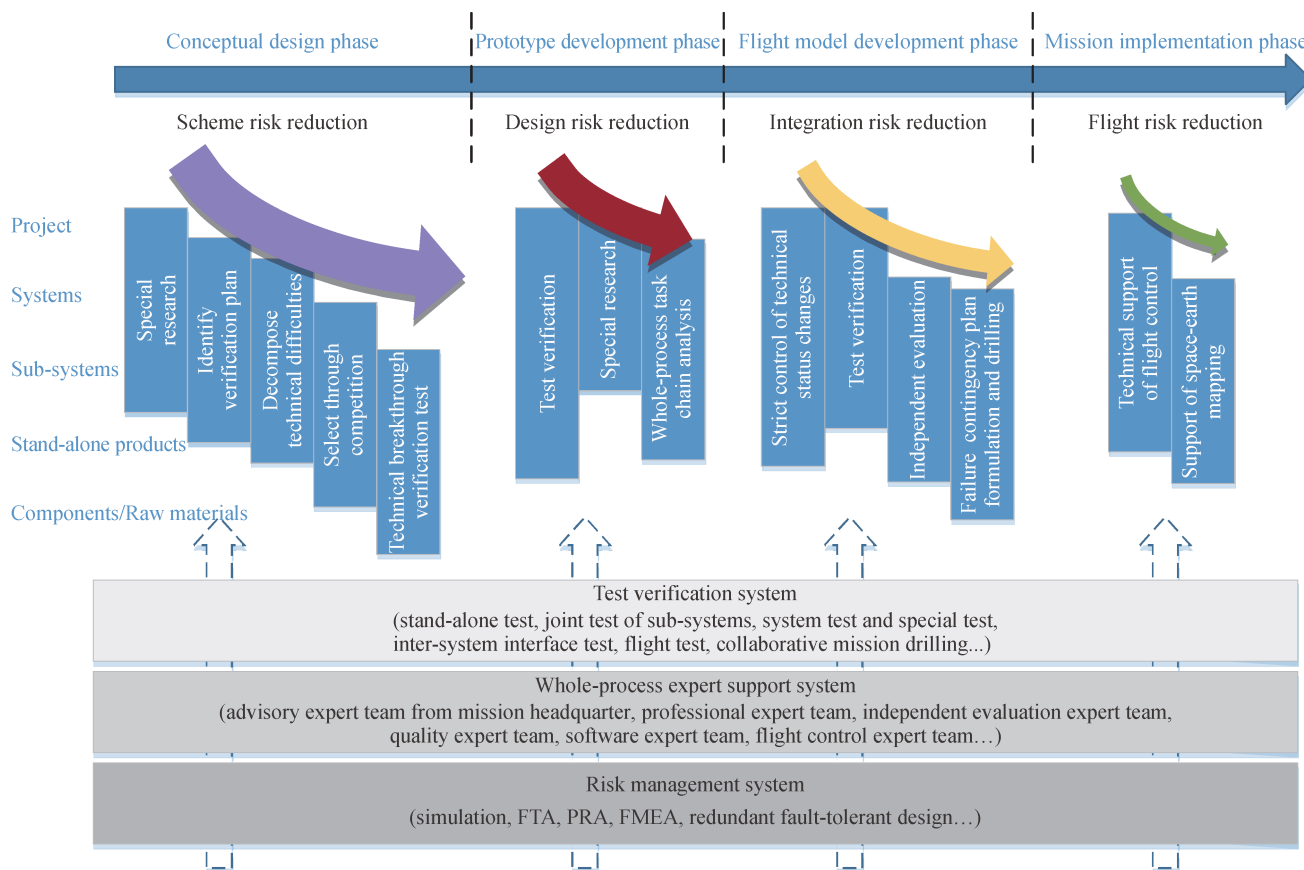 Conceptual design phase
Prototype development phase
Flight model development phase
Mission implementation phase
Scheme risk reduction
Design risk reduction
Integration risk reduction
Flight risk reduction
Project
Systems
Sub-systems
Stand-alone products
Components/Raw materials
Special
research
Identify
verification plan
Decompose
technical difficulties
Select through
competition
Technical breakthrough
verification test
Test verification
Special research
Whole-process task
chain analysis
Strict control of technical
status changes
Test verification
Independent evaluation
Failure contingency plan
formulation and drilling
Technical support
of flight control
Support of space-earth
mapping
Test verification system
(stand-alone test, joint test of sub-systems, system test and special test,
inter-system interface test, flight test, collaborative mission drilling...)
Whole-process expert support system
(advisory expert team from mission headquarter, professional expert team, independent evaluation expert team,
quality expert team, software expert team, flight control expert team…)
Risk management system
(simulation, FTA, PRA, FMEA, redundant fault-tolerant design…)